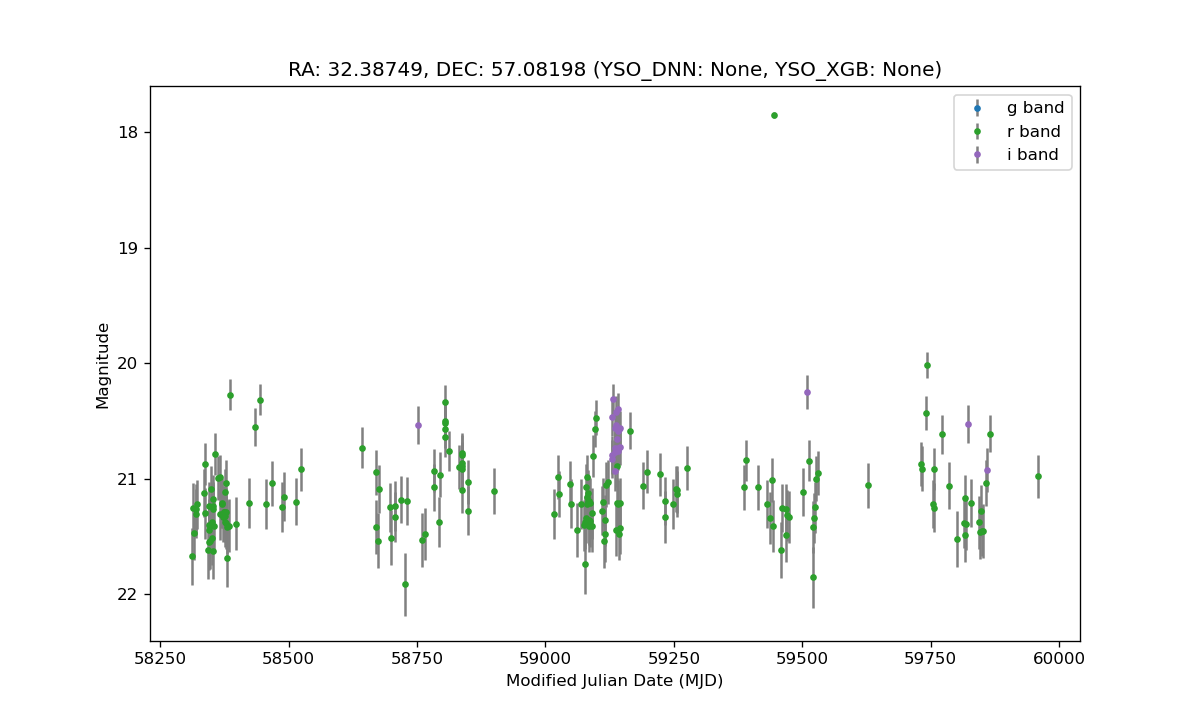 RA: 32.38749, DEC: 57.08198 (YSO_DNN: None, YSO_XGB: None)
g band
r band
i band
18
19
20
21
22
Magnitude
58250 58500 58750 59000 59250 59500 59750 60000
Modified Julian Date (MJD)